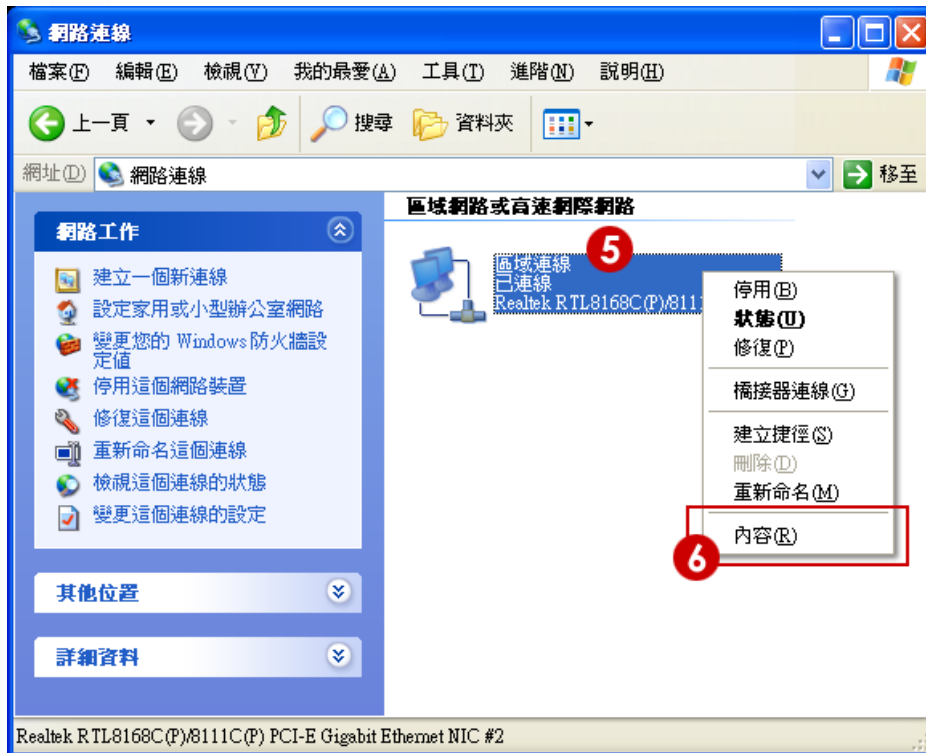 網路連線
檔案(F) 編輯(E) 檢視(V) 我的最愛(A) 工具(T) 進階(N) 說明(H)
上一頁 搜尋 資料夾
網址(D) 網路連線 移至
網路工作
建立一個新連線
設定家用或小型辦公室網路
變更您的 Windows 防火牆設
定值
停用這個網路裝置
修復這個連線
重新命名這個連線
檢視這個連線的狀態
變更這個連線的設定
其他位置
詳細資料
區域網路或高速網際網路
5
區域連線
已連線
Realtek RTL8168C(P)/811
停用(B)
狀態(U)
修復(P)
橋接器連線(G)
建立捷徑(S)
刪除(D)
重新命名(M)
內容(R)
6
Realtek RTL8168C(P)/8111C(P) PCI-E Gigabit Ethernet NIC #2